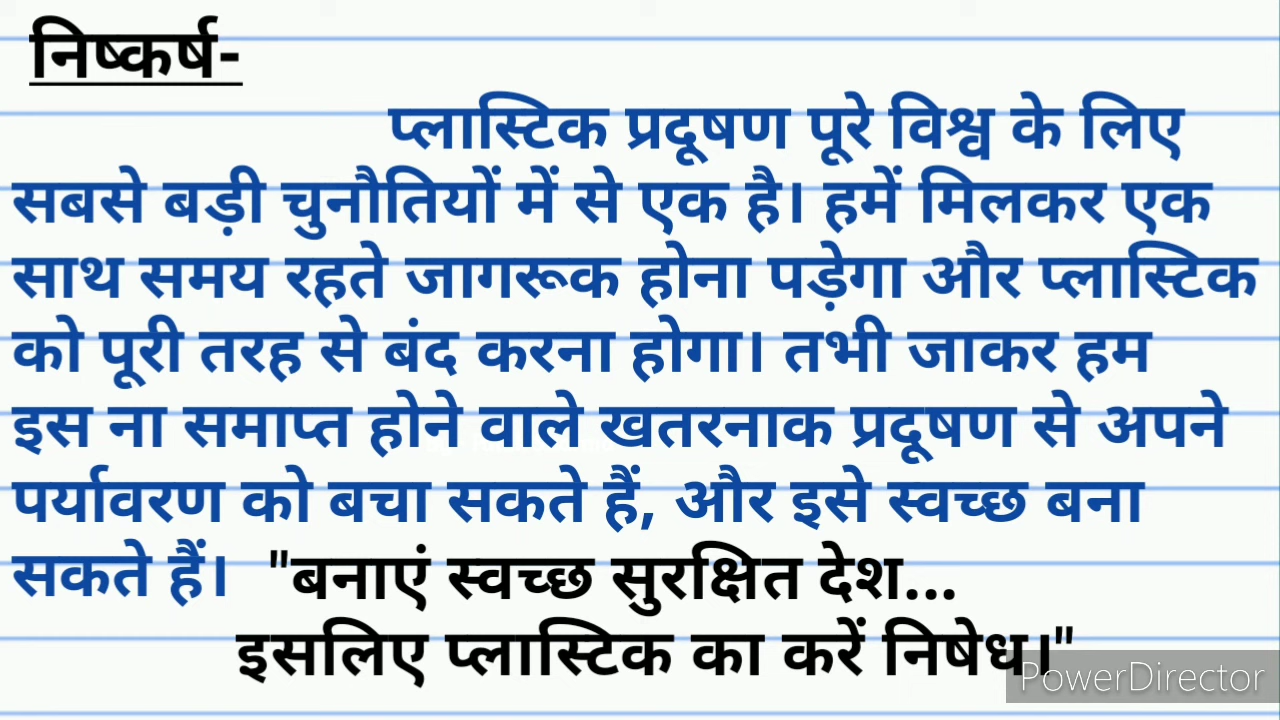 निष्कर्ष-
प्लास्टिक प्रदूषण पूरे विश्व के लिए
सबसे बड़ी चुनौतियों में से एक है। हमें मिलकर एक
साथ समय रहते जागरूक होना पड़ेगा और प्लास्टिक
को पूरी तरह से बंद करना होगा। तभी जाकर हम
इस ना समाप्त होने वाले खतरनाक प्रदूषण से अपने
पर्यावरण को बचा सकते हैं, और इसे स्वच्छ बना
सकते हैं। "बनाएं स्वच्छ सुरक्षित देश...
इसलिए प्लास्टिक का करें निषेध।"
PowerDirector